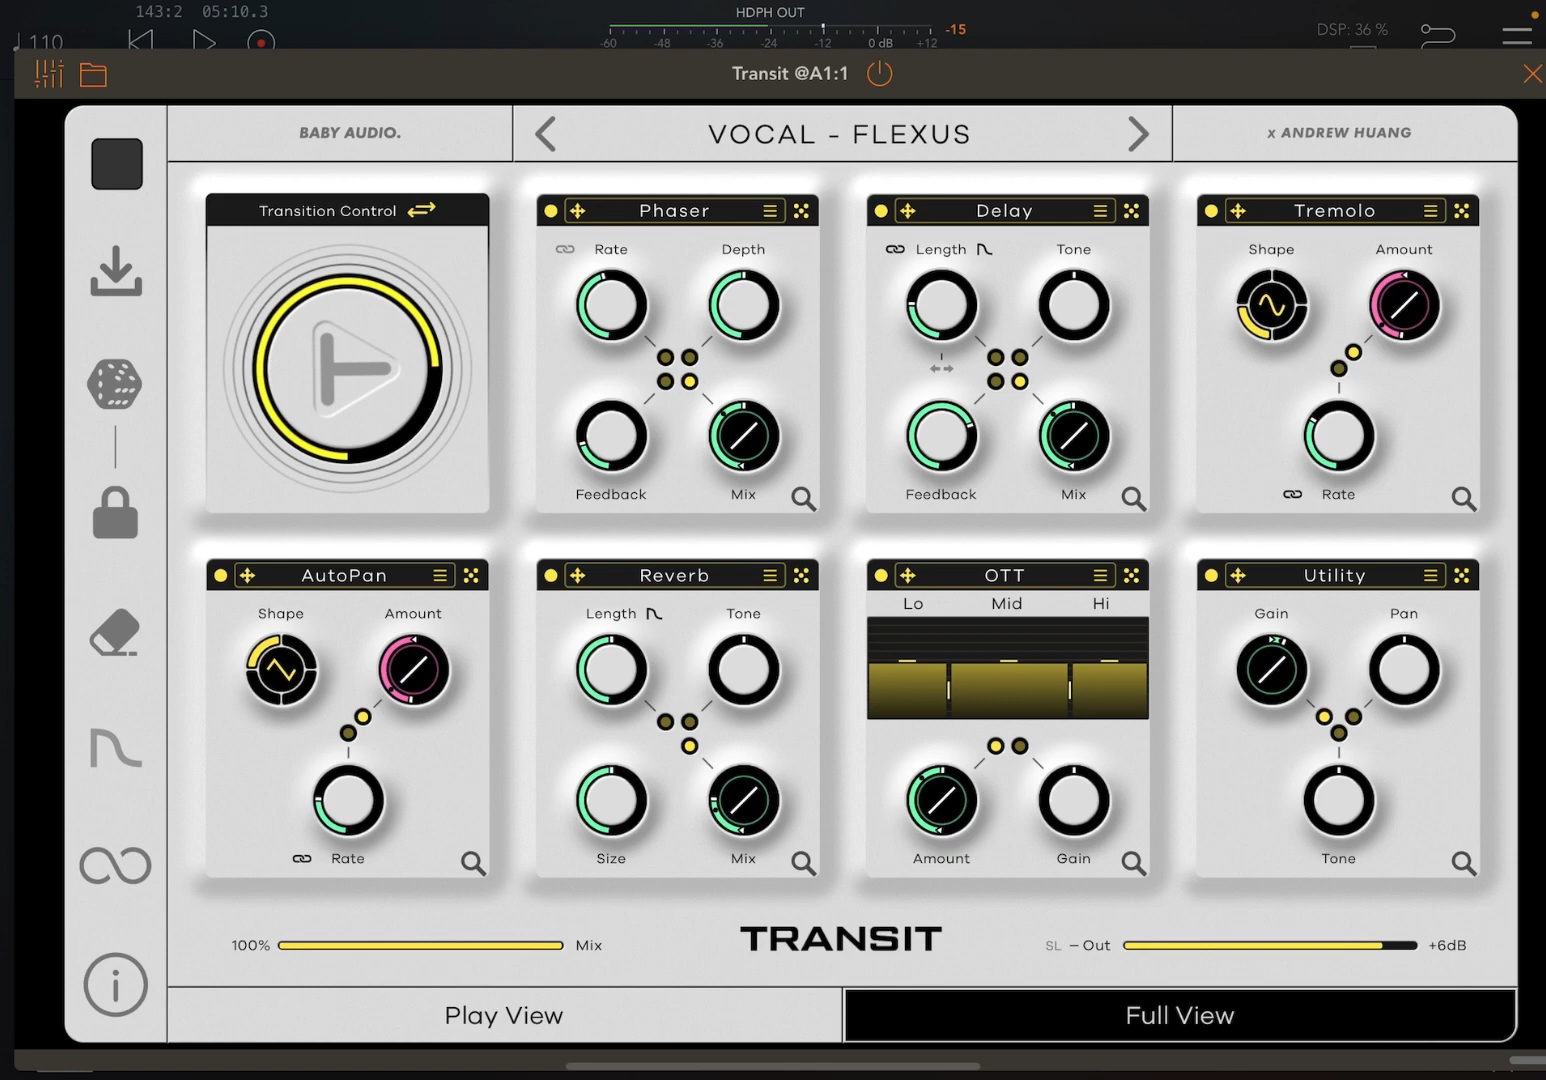 143:2 05:10.3
HDPH OUT
110
-60 -48 -36 -24 -12 0 dB +12
-15
DSP: 36 %
Transit @A1:1
BABY AUDIO.
VOCAL - FLEXUS
x ANDREW HUANG
Transition Control
Phaser
Delay
Tremolo
Rate Depth
Length Tone
Shape Amount
Feedback Mix
Feedback Mix
Rate
AutoPan
Reverb
OTT
Utility
Lo Mid Hi
Shape Amount
Length Tone
Gain Pan
Rate
Size Mix
Amount Gain
Tone
100% Mix
TRANSIT
SL – Out +6dB
Play View
Full View